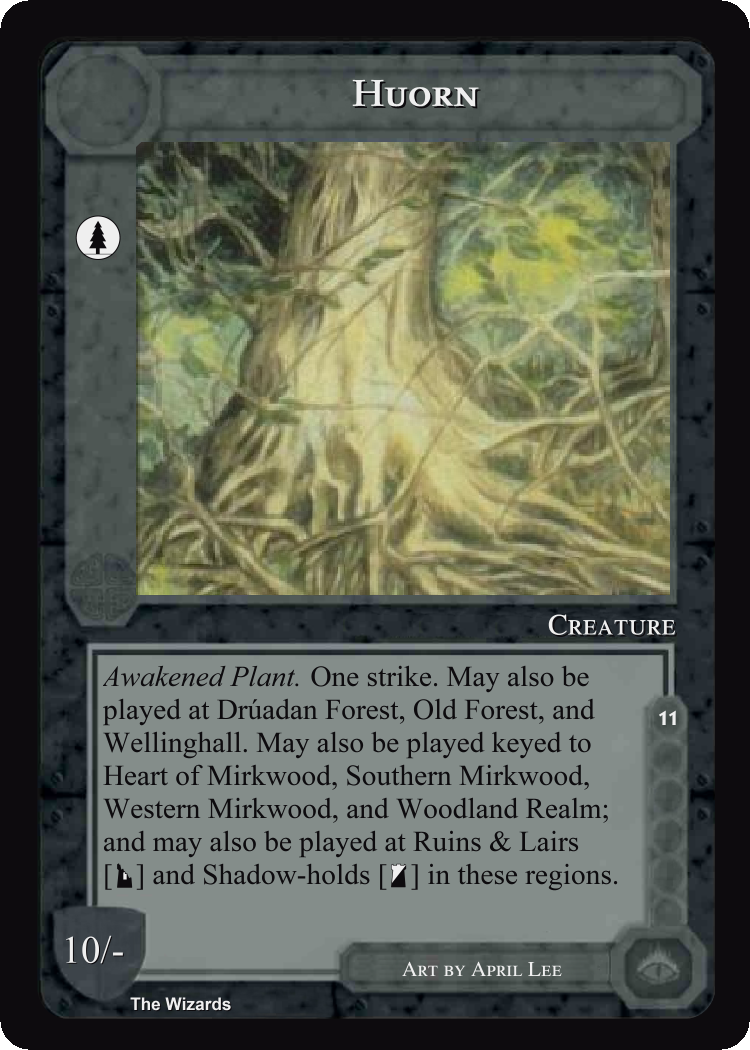 Huorn
Creature
Awakened Plant. One strike. May also be
played at Drúadan Forest, Old Forest, and
Wellinghall. May also be played keyed to
Heart of Mirkwood, Southern Mirkwood,
Western Mirkwood, and Woodland Realm;
and may also be played at Ruins & Lairs
[ ] and Shadow-holds [ ] in these regions.
11
10/-
Art by April Lee
The Wizards